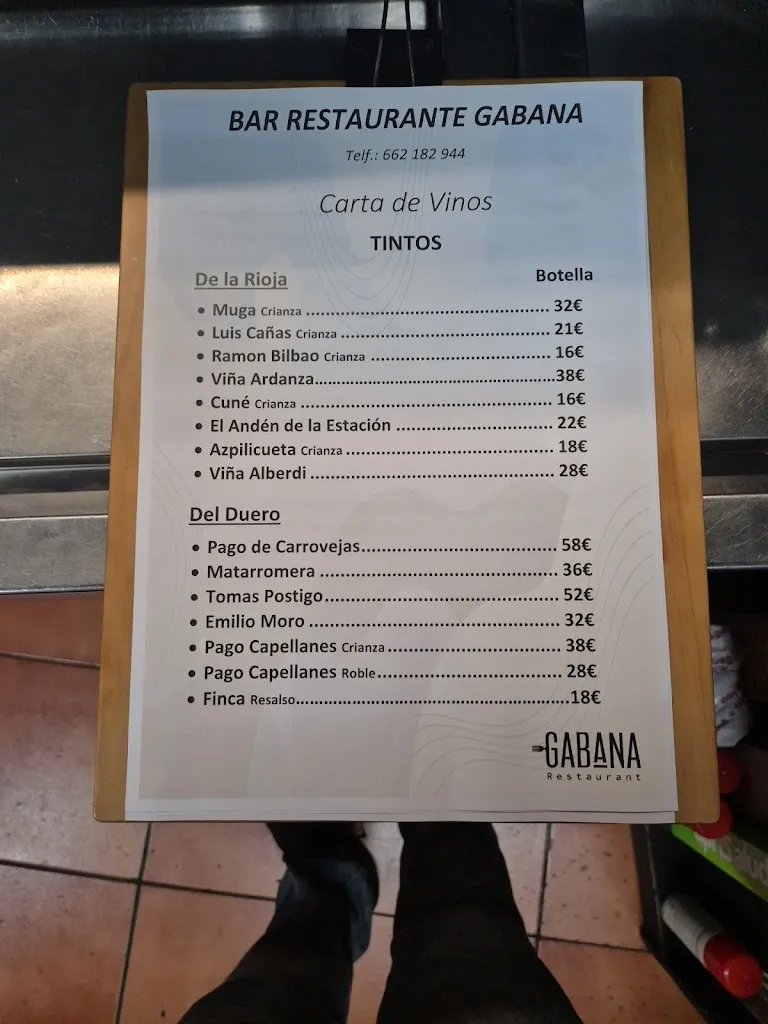 BAR RESTAURANTE GABANA
Telf.: 662 182 944
Carta de Vinos
TINTOS
De la Rioja Botella
• Muga Crianza ........................................................ 32€
• Luis Cañas Crianza ................................................ 21€
• Ramon Bilbao Crianza ......................................... 16€
• Viña Ardanza......................................................38€
• Cuné Crianza ......................................................... 16€
• El Andén de la Estación .................................. 22€
• Azpilicueta Crianza .............................................. 18€
• Viña Alberdi ...................................................... 28€
Del Duero
• Pago de Carrovejas.......................................... 58€
• Matarromera .................................................... 36€
• Tomas Postigo.................................................. 52€
• Emilio Moro ...................................................... 32€
• Pago Capellanes Crianza..................................... 38€
• Pago Capellanes Roble........................................ 28€
• Finca Resalso............................................................18€
GABANA
Restaurant